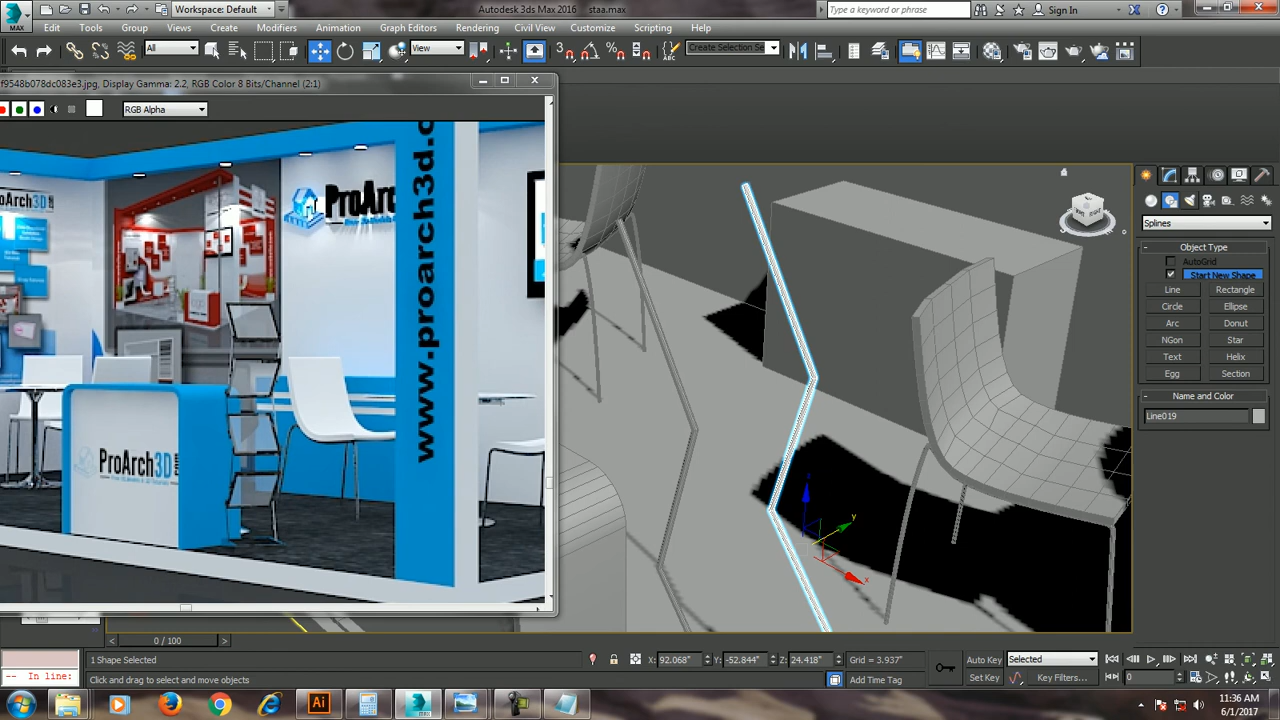 MAX
Workspace: Default
Autodesk 3ds Max 2016 staa.max
Type a keyword or phrase
Sign In
Edit Tools Group Views Create Modifiers Animation Graph Editors Rendering Civil View Customize Scripting Help
All
View
Create Selection Se
f9548b078dc083e3.jpg, Display Gamma: 2.2, RGB Color 8 Bits/Channel (2:1)
RGB Alpha
ProArch3D
www.proarch3d.c
ProArc
ProArch3D
.com
Splines
Object Type
AutoGrid
Start New Shape
Line Rectangle
Circle Ellipse
Arc Donut
NGon Star
Text Helix
Egg Section
Name and Color
Line019
z
y
x
0 / 100
1 Shape Selected
X: 92.068" Y: -52.844" Z: 24.418" Grid = 3.937"
Auto Key Selected
-- In line:
Click and drag to select and move objects
Add Time Tag
Set Key Key Filters...
0
11:36 AM
6/1/2017